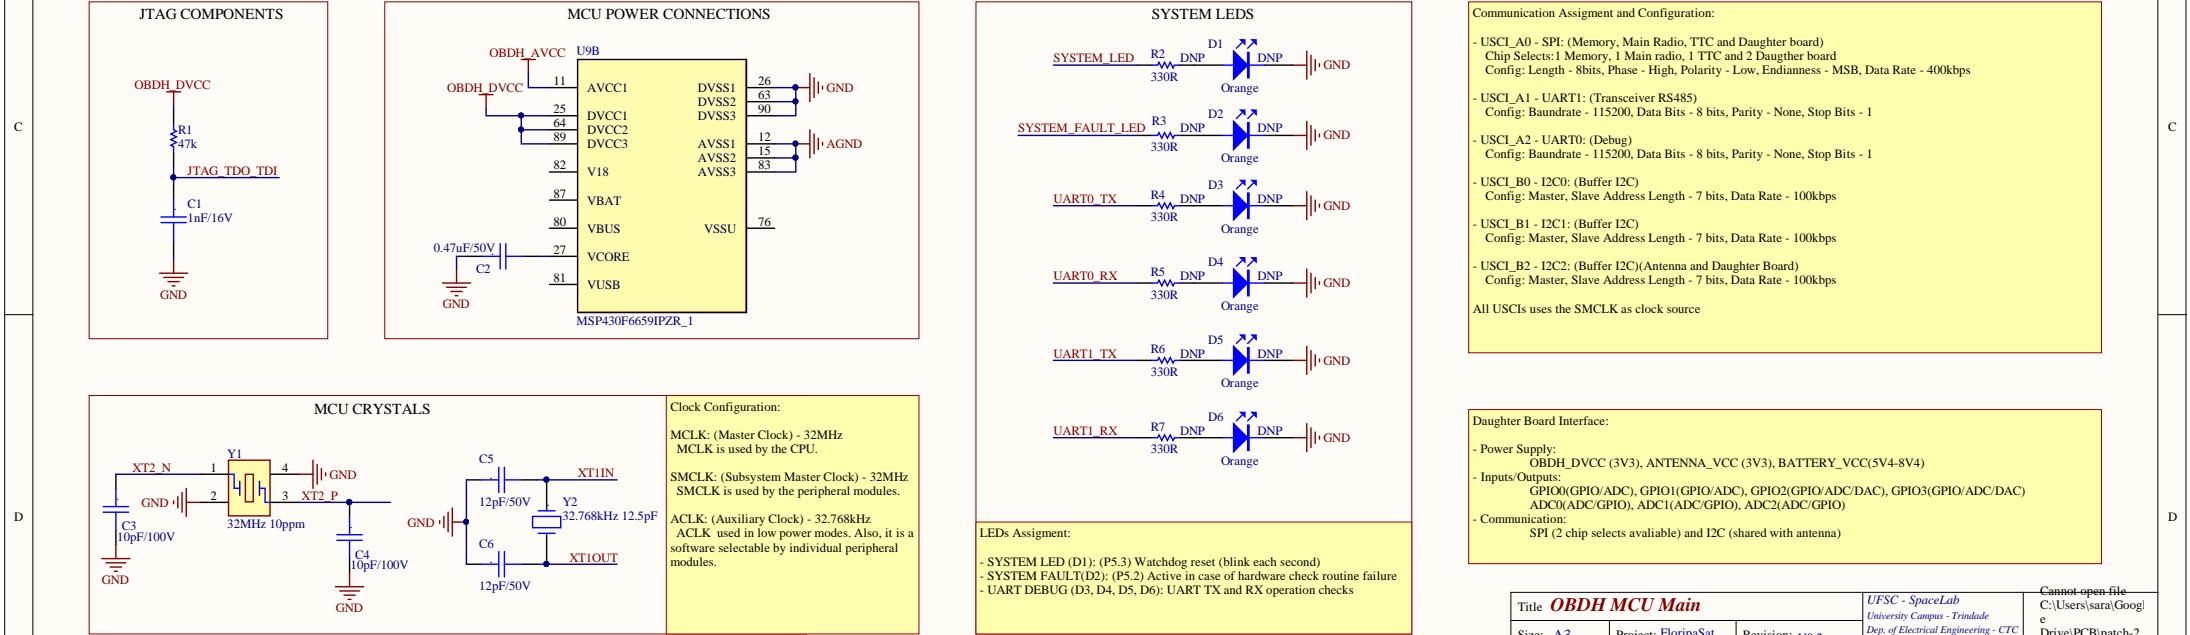 JTAG COMPONENTS
OBDH_DVCC
R1
47k
JTAG_TDO_TDI
C1
1nF/16V
GND
C
D
MCU POWER CONNECTIONS
OBDH_AVCC
U9B
OBDH_DVCC
11 AVCC1
25 DVCC1
64 DVCC2
89 DVCC3
82 V18
87 VBAT
80 VBUS
27 VCORE
81 VUSB
DVSS1 26
DVSS2 63
DVSS3 90
GND
AVSS1 12
AVSS2 15
AVSS3 83
AGND
VSSU 76
0.47uF/50V
C2
GND
MSP430F6659IPZR_1
MCU CRYSTALS
Y1
XT2_N 1
4 GND
GND 2
3 XT2_P
32MHz 10ppm
C3
10pF/100V
GND
C4
10pF/100V
GND
C5
12pF/50V
XT1IN
GND
Y2
32.768kHz 12.5pF
C6
12pF/50V
XT1OUT
Clock Configuration:
MCLK: (Master Clock) - 32MHz
MCLK is used by the CPU.
SMCLK: (Subsystem Master Clock) - 32MHz
SMCLK is used by the peripheral modules.
ACLK: (Auxiliary Clock) - 32.768kHz
ACLK used in low power modes. Also, it is a
software selectable by individual peripheral
modules.
SYSTEM LEDS
SYSTEM_LED R2 330R DNP D1 DNP GND
Orange
SYSTEM_FAULT_LED R3 330R DNP D2 DNP GND
Orange
UART0_TX R4 330R DNP D3 DNP GND
Orange
UART0_RX R5 330R DNP D4 DNP GND
Orange
UART1_TX R6 330R DNP D5 DNP GND
Orange
UART1_RX R7 330R DNP D6 DNP GND
Orange
LEDs Assigment:
- SYSTEM LED (D1): (P5.3) Watchdog reset (blink each second)
- SYSTEM FAULT(D2): (P5.2) Active in case of hardware check routine failure
- UART DEBUG (D3, D4, D5, D6): UART TX and RX operation checks
Communication Assigment and Configuration:
- USCI_A0 - SPI: (Memory, Main Radio, TTC and Daughter board)
Chip Selects:1 Memory, 1 Main radio, 1 TTC and 2 Daugther board
Config: Length - 8bits, Phase - High, Polarity - Low, Endianness - MSB, Data Rate - 400kbps
- USCI_A1 - UART1: (Transceiver RS485)
Config: Baundrate - 115200, Data Bits - 8 bits, Parity - None, Stop Bits - 1
- USCI_A2 - UART0: (Debug)
Config: Baundrate - 115200, Data Bits - 8 bits, Parity - None, Stop Bits - 1
- USCI_B0 - I2C0: (Buffer I2C)
Config: Master, Slave Address Length - 7 bits, Data Rate - 100kbps
- USCI_B1 - I2C1: (Buffer I2C)
Config: Master, Slave Address Length - 7 bits, Data Rate - 100kbps
- USCI_B2 - I2C2: (Buffer I2C)(Antenna and Daughter Board)
Config: Master, Slave Address Length - 7 bits, Data Rate - 100kbps
All USCIs uses the SMCLK as clock source
Daughter Board Interface:
- Power Supply:
OBDH_DVCC (3V3), ANTENNA_VCC (3V3), BATTERY_VCC(5V4-8V4)
- Inputs/Outputs:
GPIO0(GPIO/ADC), GPIO1(GPIO/ADC), GPIO2(GPIO/ADC/DAC), GPIO3(GPIO/ADC/DAC)
ADC0(ADC/GPIO), ADC1(ADC/GPIO), ADC2(ADC/GPIO)
- Communication:
SPI (2 chip selects avaliable) and I2C (shared with antenna)
C
D
Title OBDH MCU Main
Size: A3 Project: FloripaSat Revision:
UFSC - SpaceLab
University Campus - Trindade
Dep. of Electrical Engineering - CTC
Cannot open file
C:\Users\sara\Googl
e
Drive\PCB\patch-2